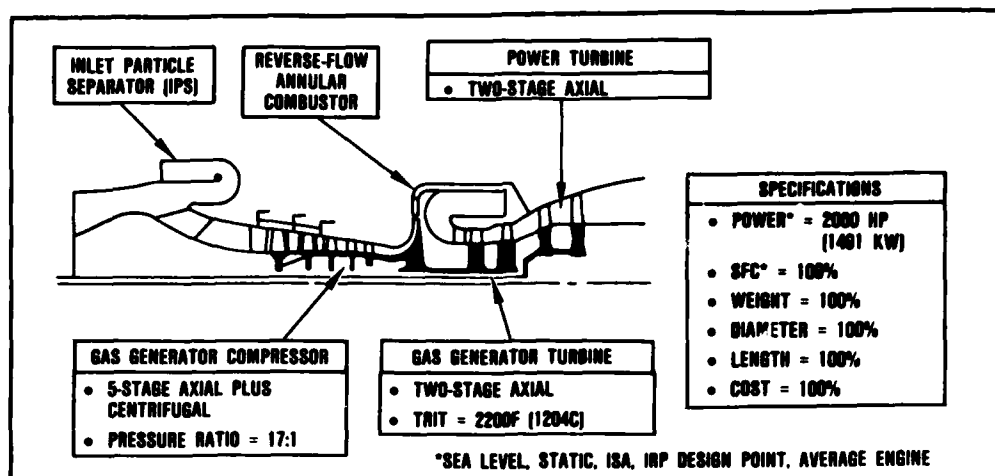 INLET PARTICLE
SEPARATOR (IPS)
REVERSE-FLOW
ANNULAR
COMBUSTOR
POWER TURBINE
• TWO-STAGE AXIAL
SPECIFICATIONS
• POWER* = 2000 HP
(1491 KW)
• SFC* = 100%
• WEIGHT = 100%
• DIAMETER = 100%
• LENGTH = 100%
• COST = 100%
GAS GENERATOR COMPRESSOR
• 5-STAGE AXIAL PLUS
CENTRIFUGAL
• PRESSURE RATIO = 17:1
GAS GENERATOR TURBINE
• TWO-STAGE AXIAL
• TRIT = 2200F (1204C)
*SEA LEVEL, STATIC, ISA, IRP DESIGN POINT, AVERAGE ENGINE